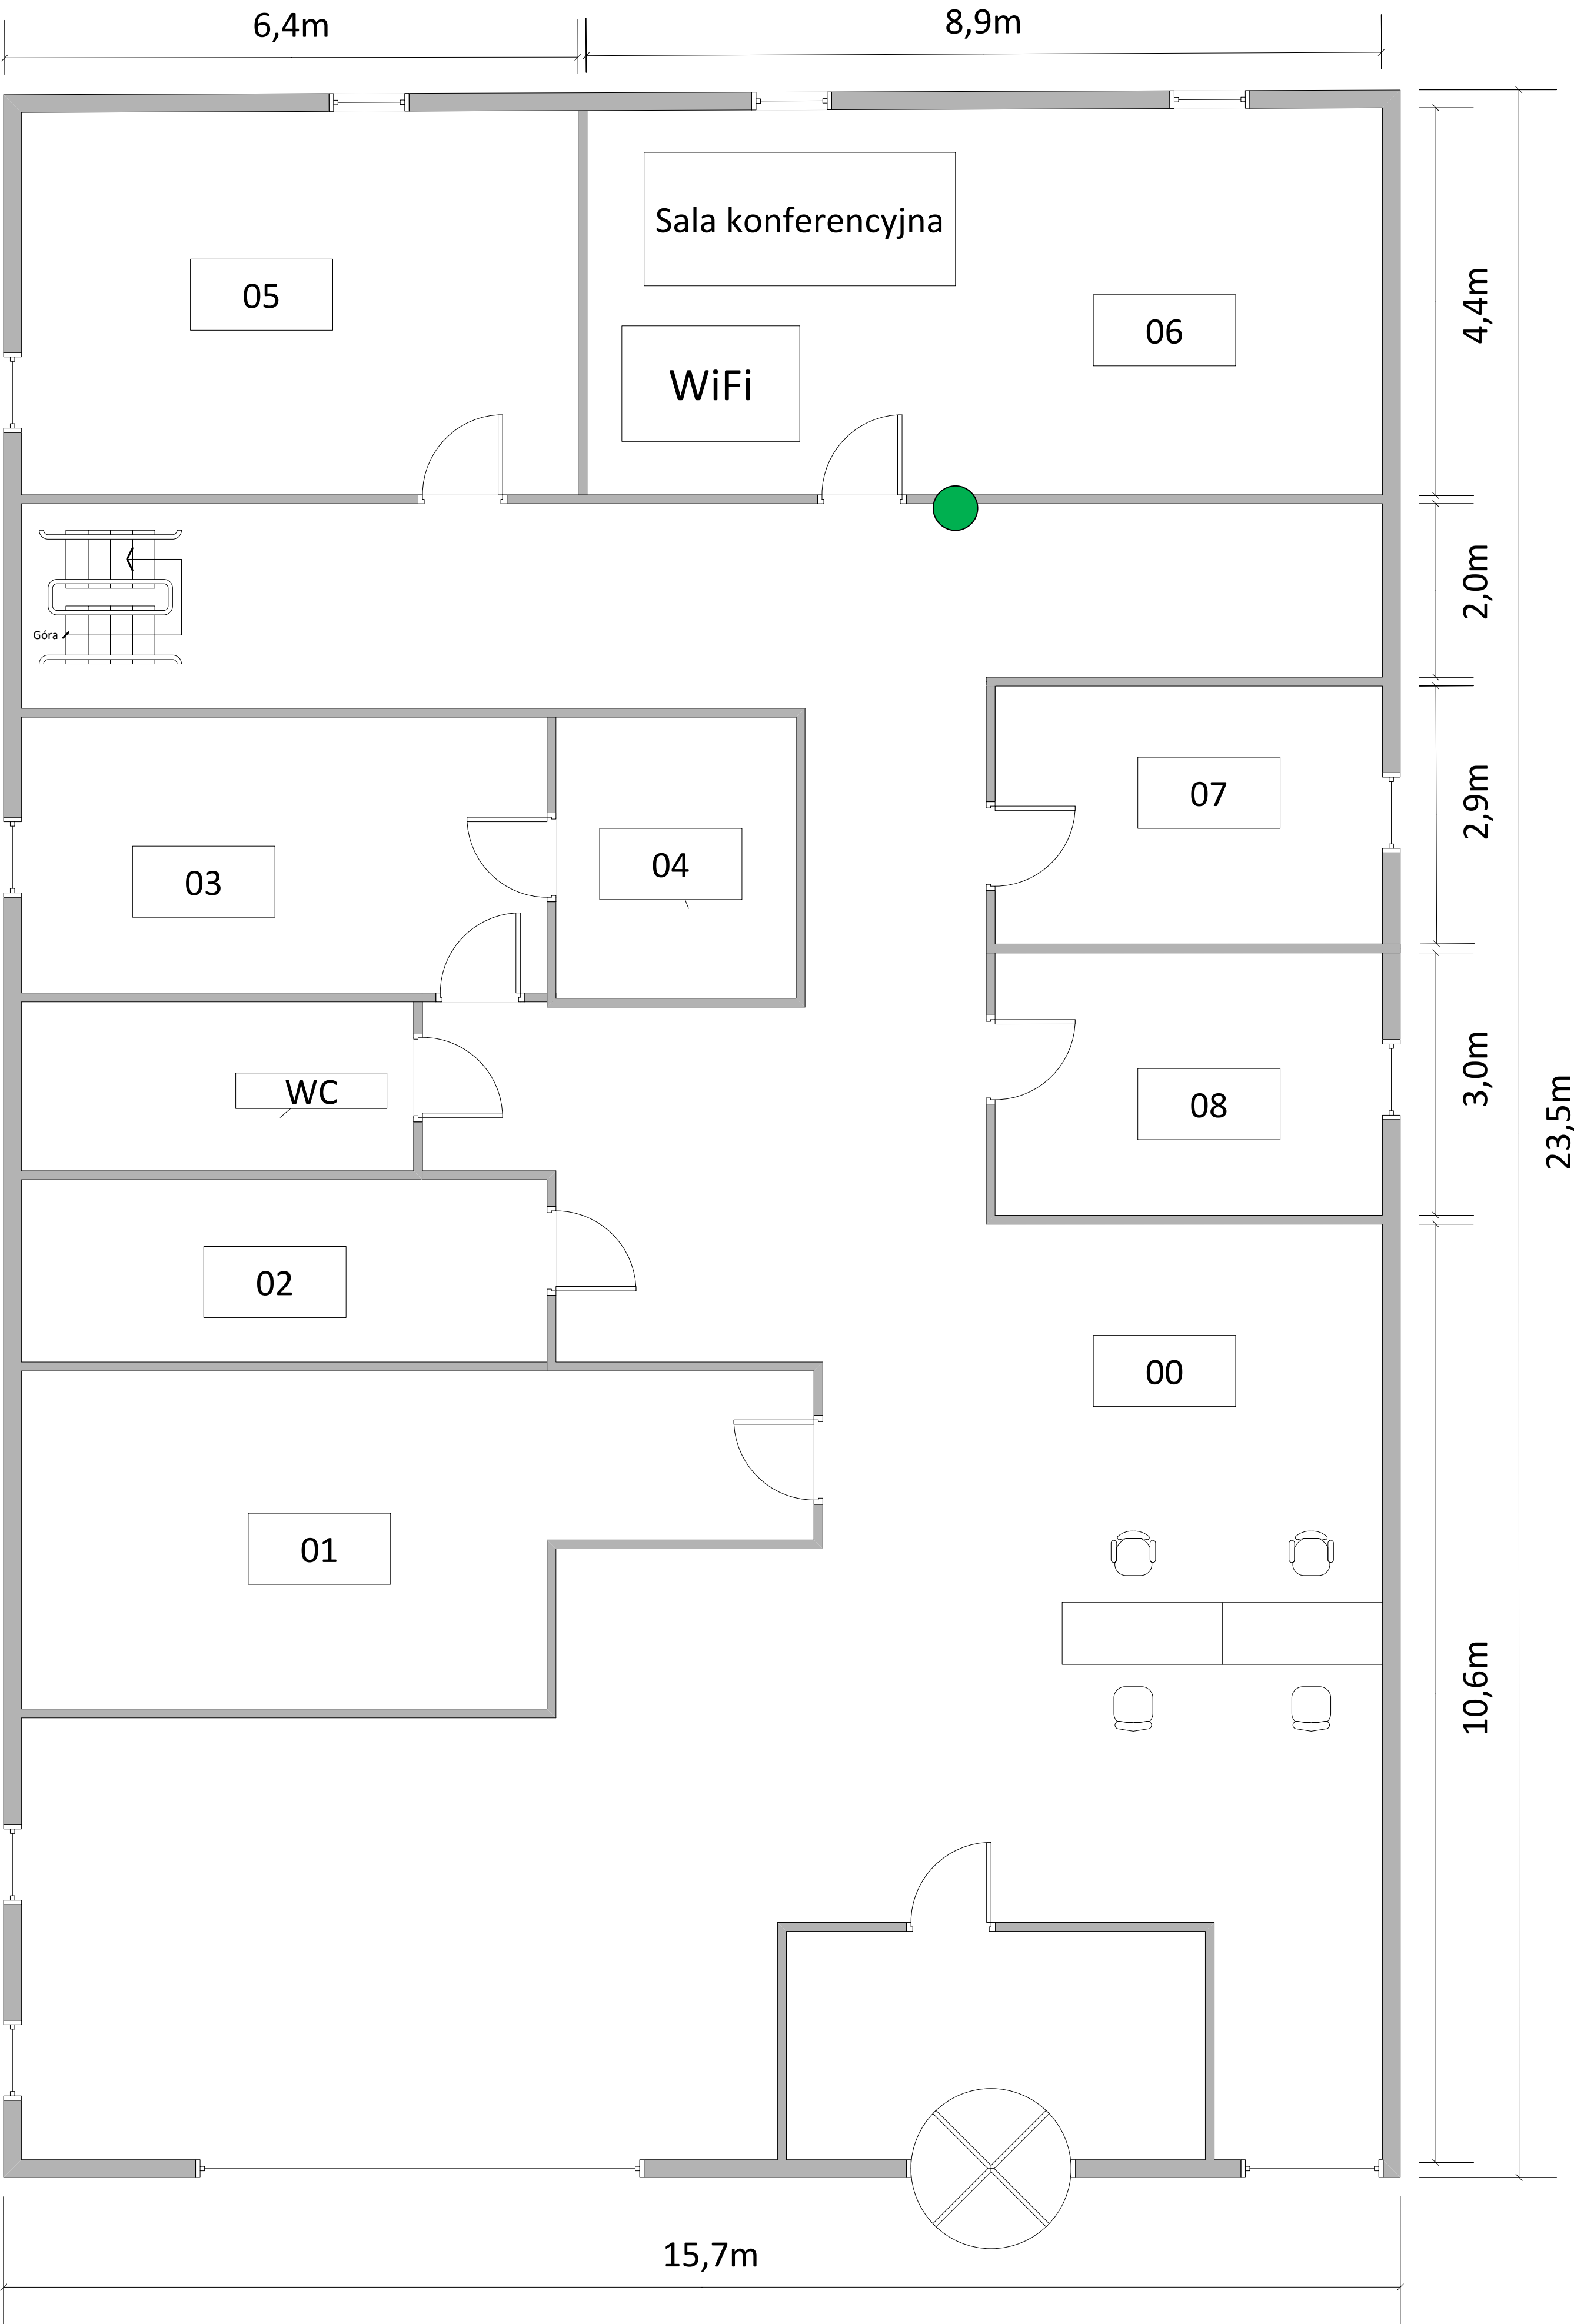 6,4m
8,9m
Sala konferencyjna
05
06
4,4m
WiFi
2,0m
Góra
07
2,9m
04
03
3,0m
WC
08
23,5m
02
00
01
10,6m
15,7m